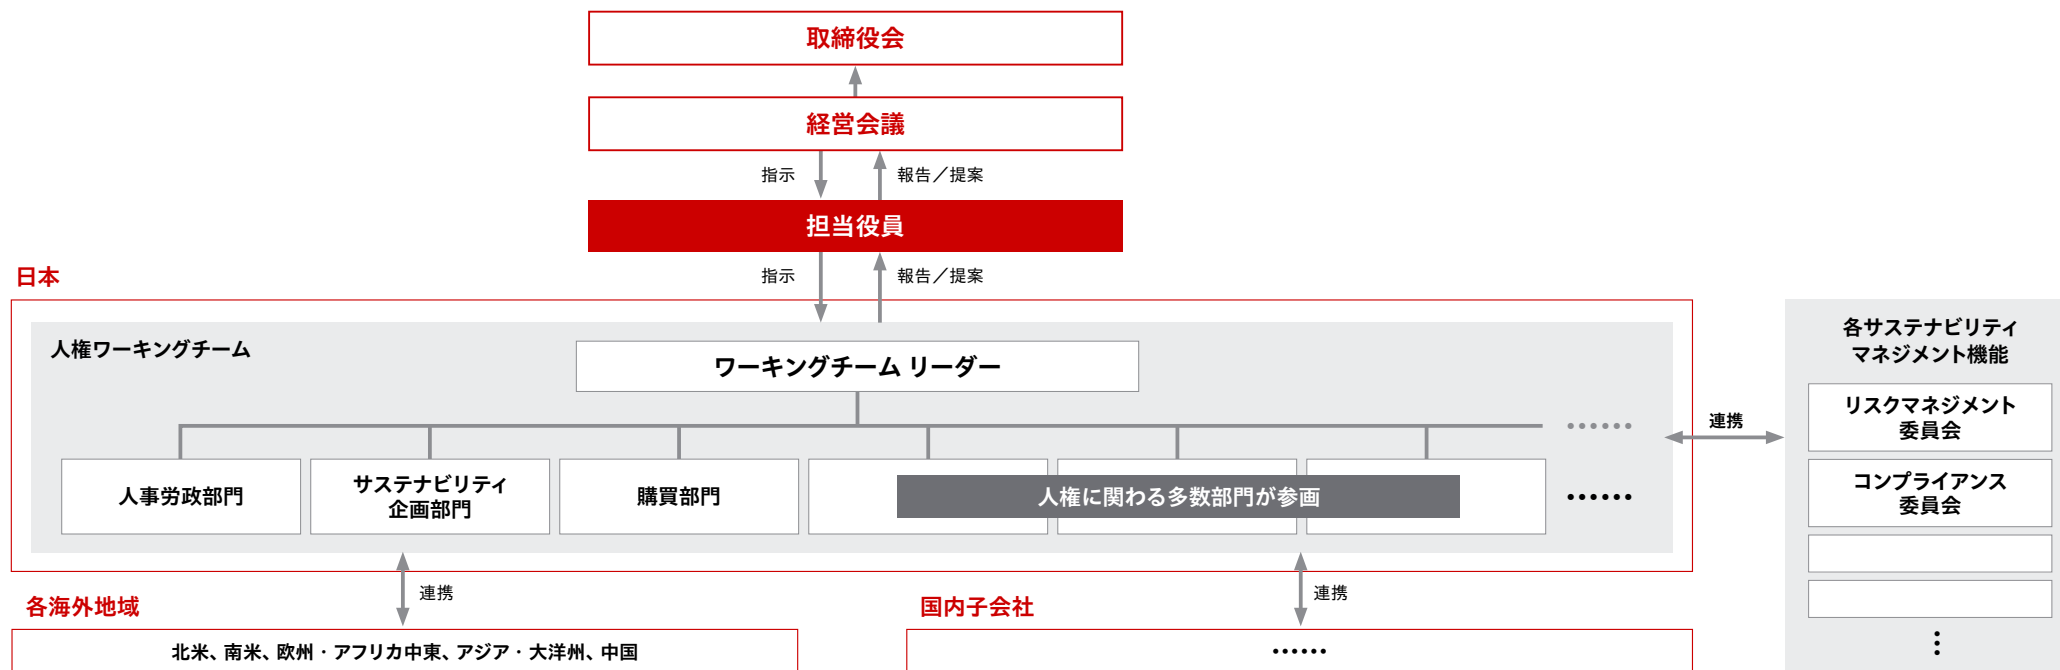 取締役会
経営会議
指示
報告／提案
担当役員
指示
報告／提案
日本
人権ワーキングチーム
ワーキングチーム リーダー
人事労政部門
サステナビリティ
企画部門
購買部門
人権に関わる多数部門が参画
……
……
連携
各サステナビリティ
マネジメント機能
リスクマネジメント
委員会
コンプライアンス
委員会
⋮
連携
連携
各海外地域
北米、南米、欧州・アフリカ中東、アジア・大洋州、中国
国内子会社
……